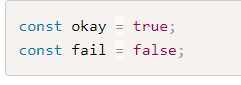 const okay = true;
const fail = false;